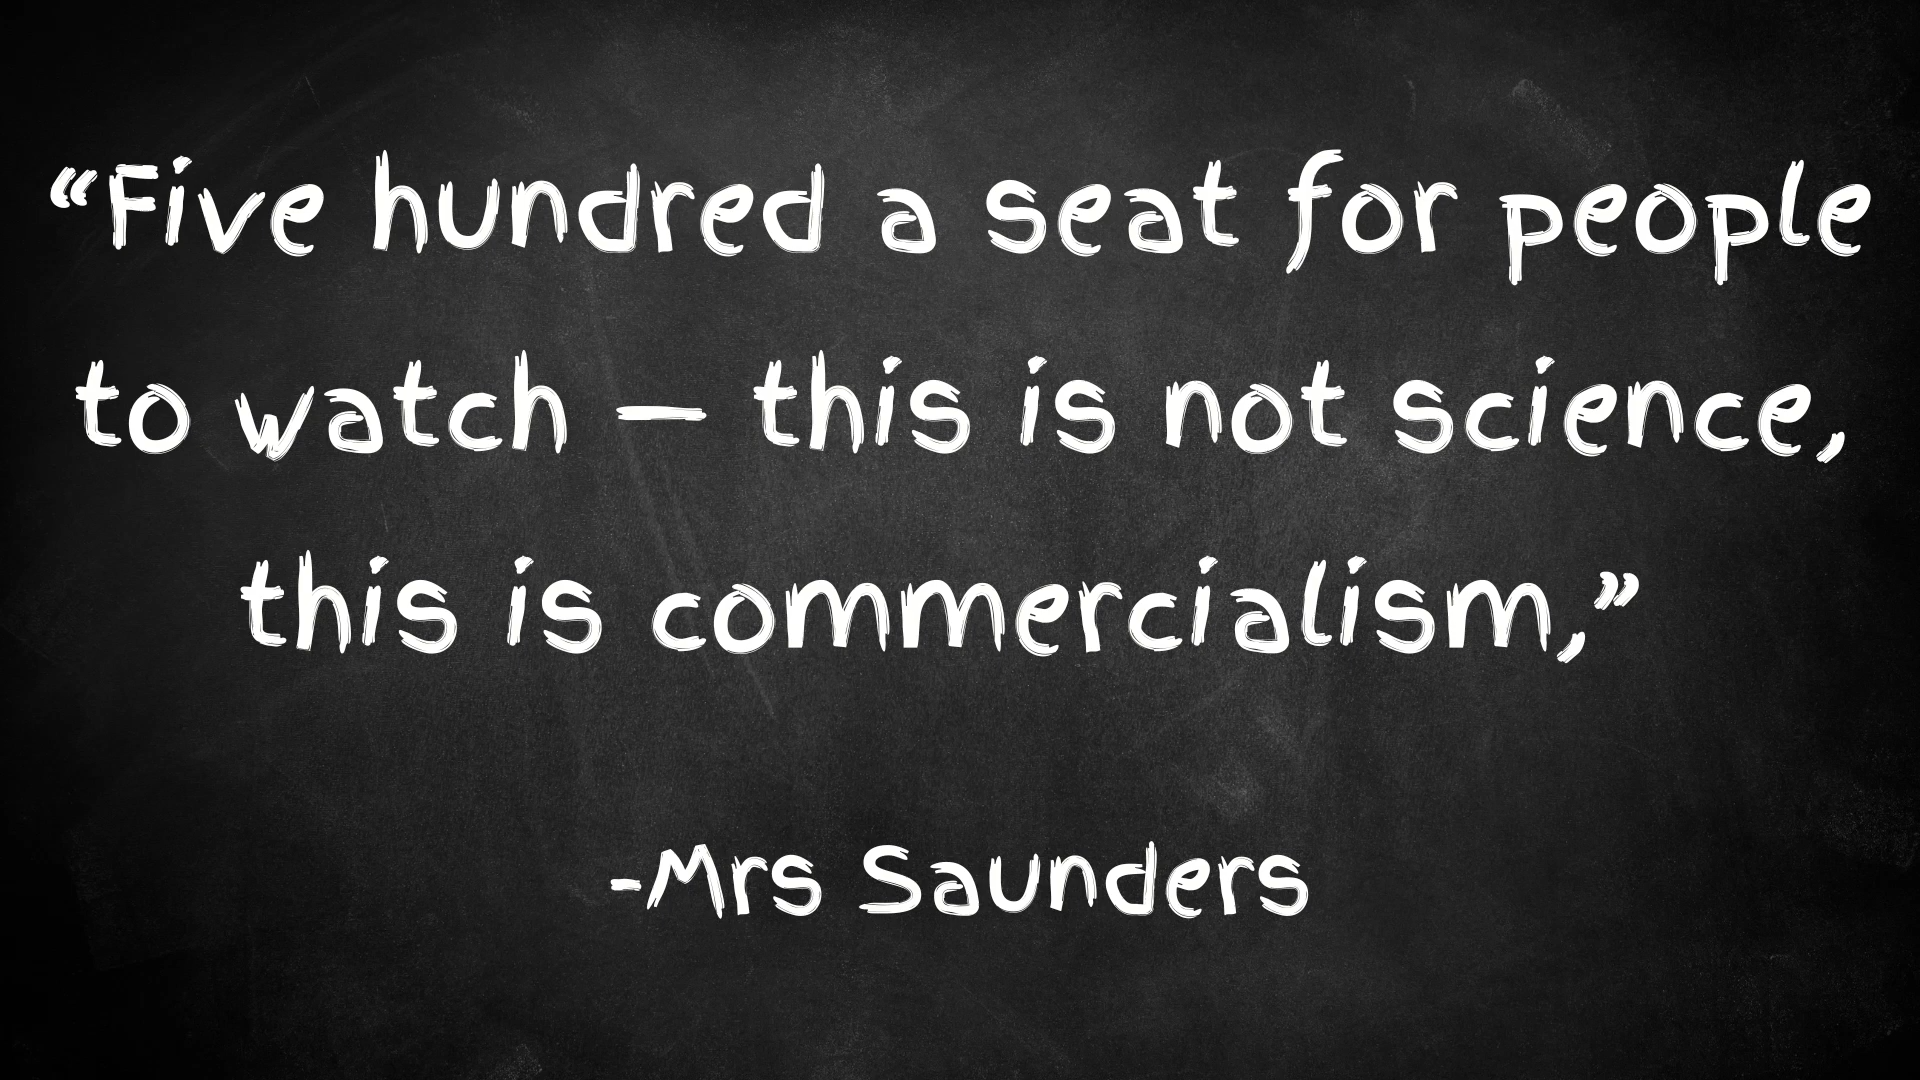 “Five hundred a seat for people
to watch – this is not science,
this is commercialism,”
-Mrs Saunders